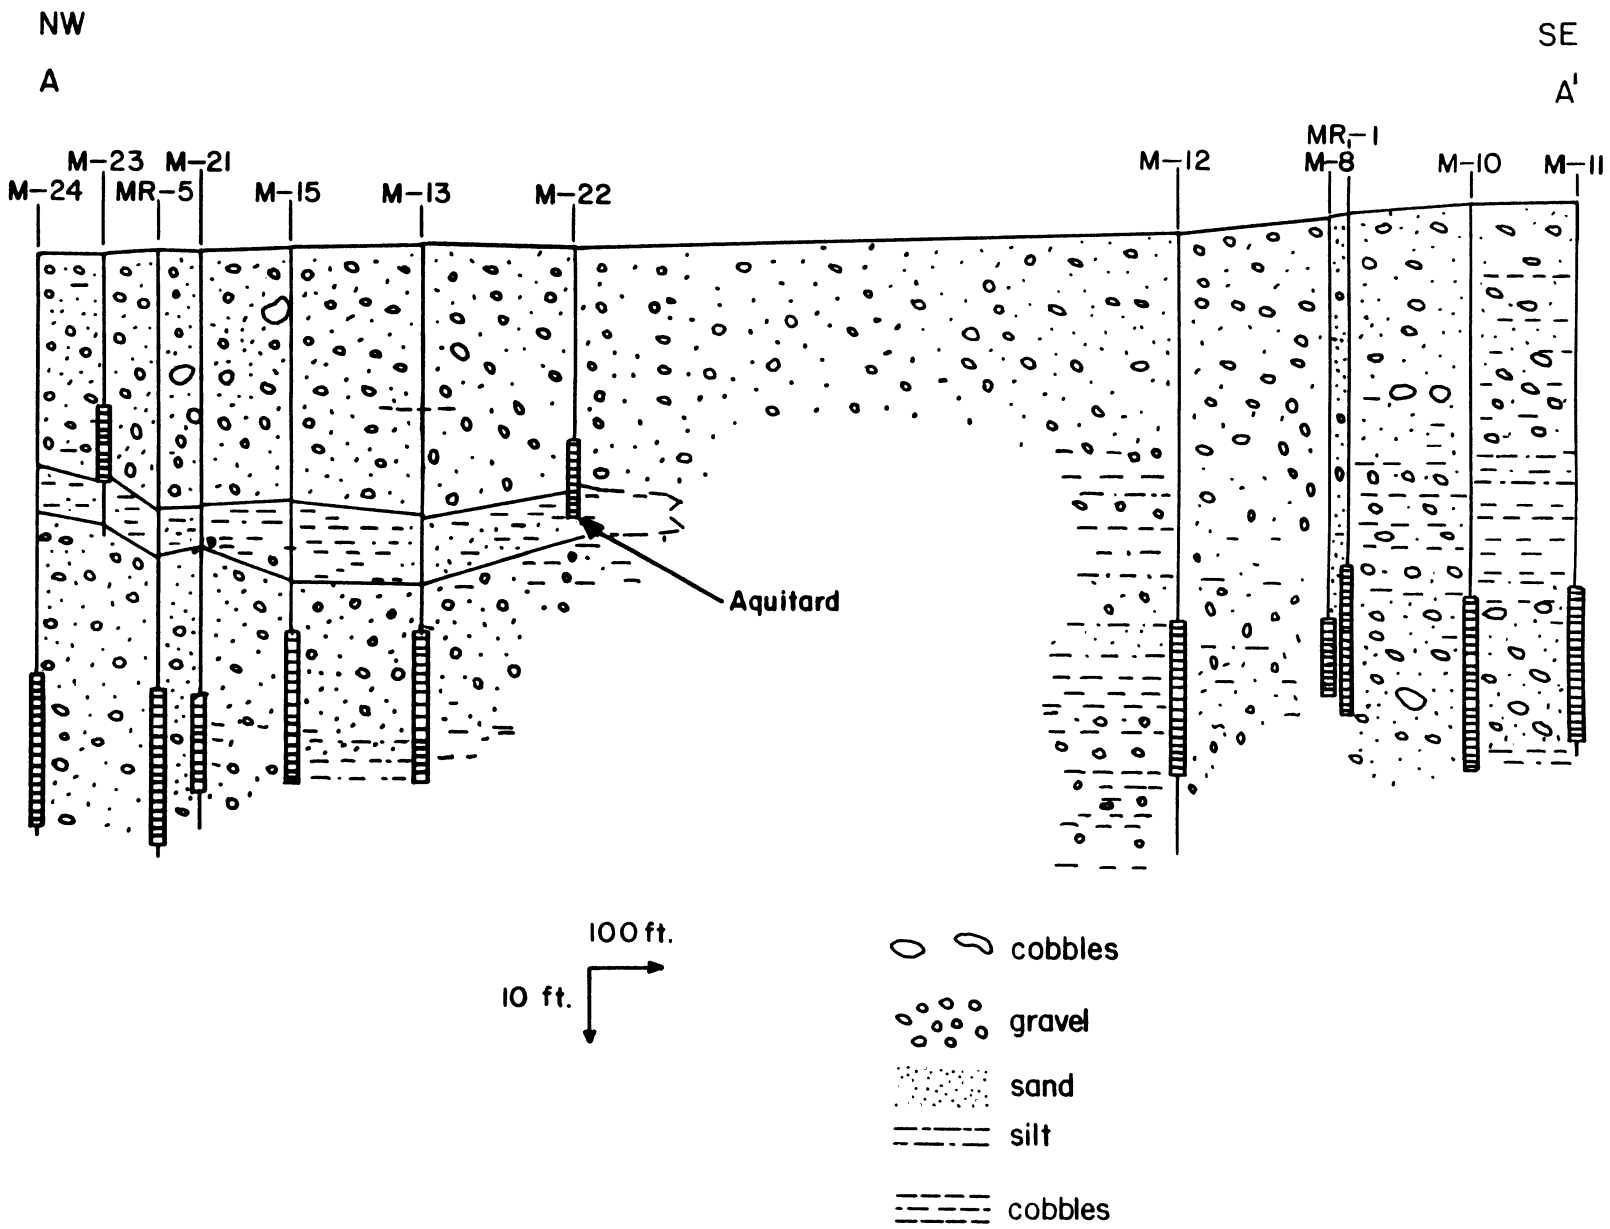 NW
SE
A
A'
MR-1
M-23 M-21
M-12
M-8
M-10
M-11
M-24
MR-5
M-15
M-13
M-22
Aquitard
100 ft.
10 ft.
cobbles
gravel
sand
silt
cobbles